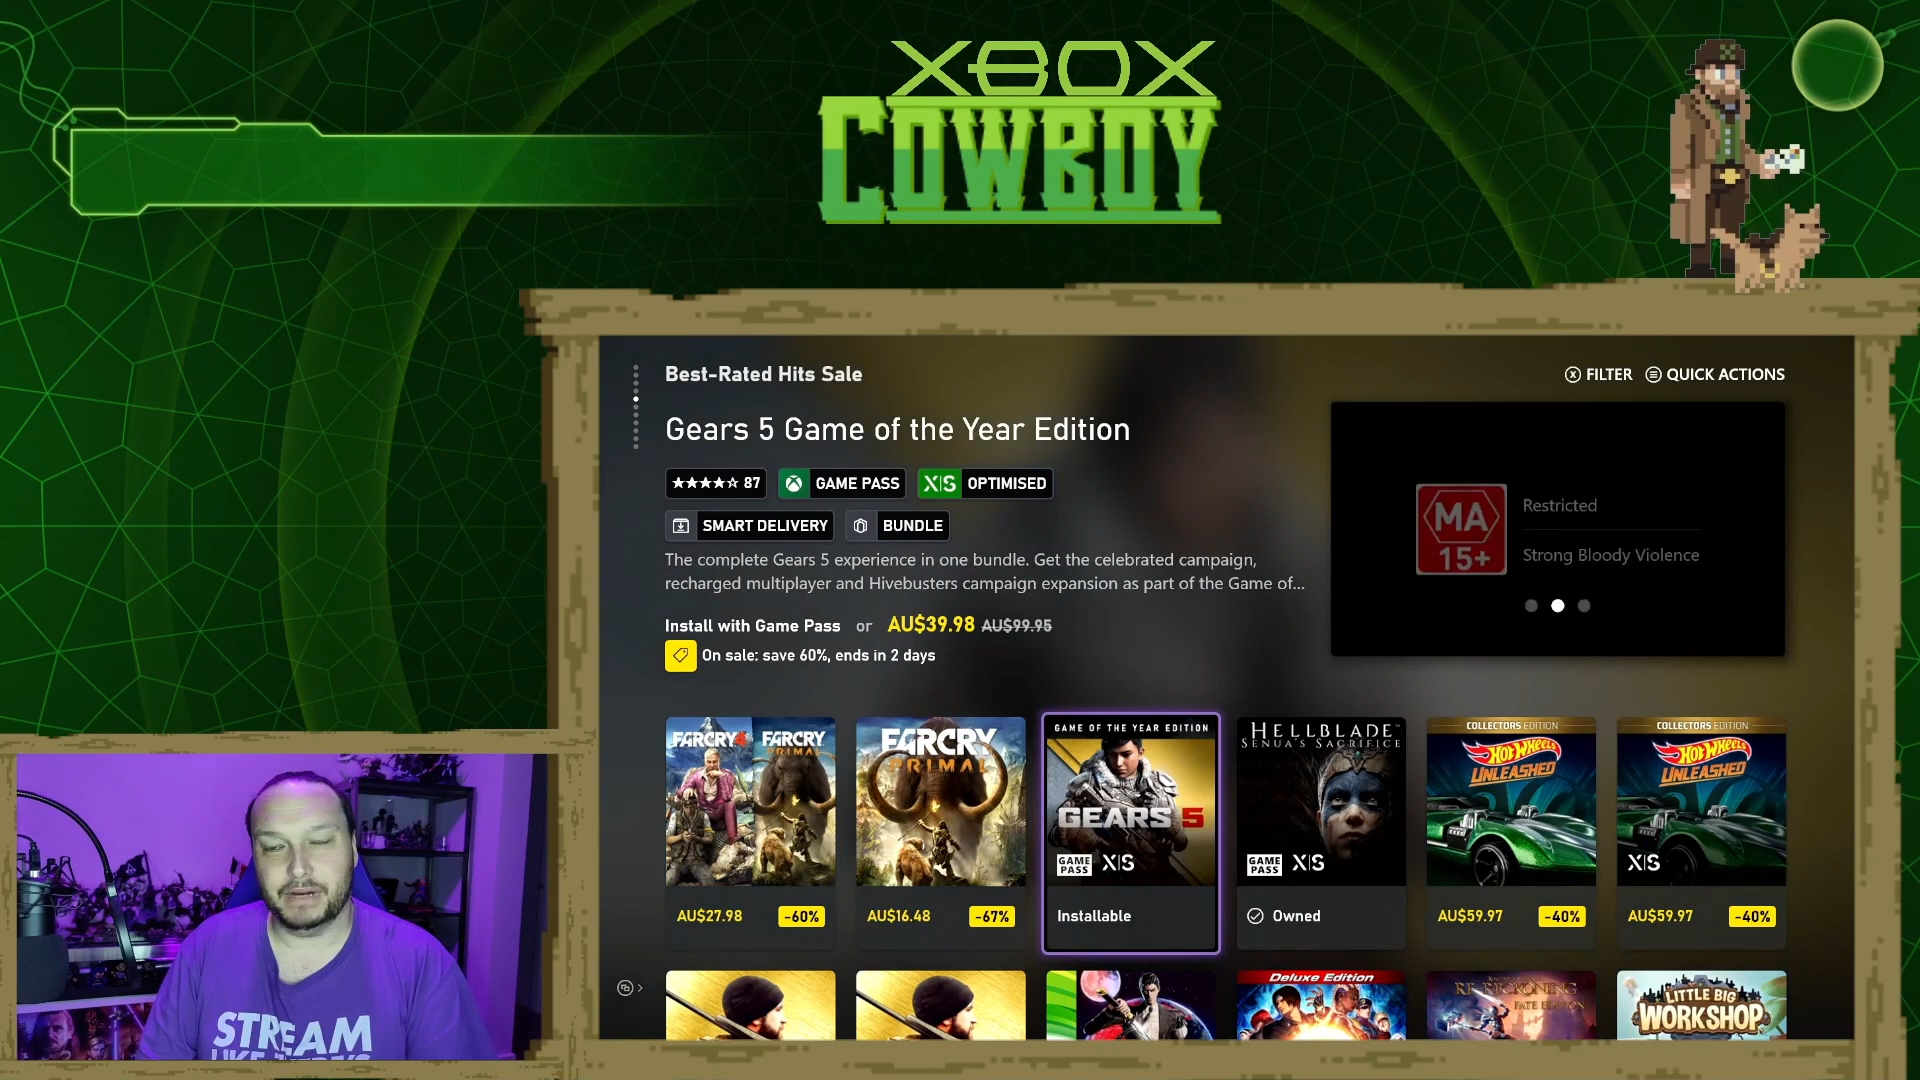 XBOX
COWBOY
Best-Rated Hits Sale
FILTER
QUICK ACTIONS
Gears 5 Game of the Year Edition
87
GAME PASS
X|S OPTIMISED
SMART DELIVERY
BUNDLE
The complete Gears 5 experience in one bundle. Get the celebrated campaign,
recharged multiplayer and Hivebusters campaign expansion as part of the Game of...
Install with Game Pass or AU$39.98 AU$99.95
On sale: save 60%, ends in 2 days
MA
15+
Restricted
Strong Bloody Violence
FARCRY 4
FARCRY
PRIMAL
AU$27.98 -60%
FARCRY
PRIMAL
AU$16.48 -67%
GAME OF THE YEAR EDITION
GEARS 5
GAME
PASS
X|S
Installable
HELLBLADE™
SENUA'S SACRIFICE
GAME
PASS
X|S
Owned
COLLECTORS EDITION
HOT WHEELS
UNLEASHED
AU$59.97 -40%
COLLECTORS EDITION
HOT WHEELS
UNLEASHED
X|S
AU$59.97 -40%
Deluxe Edition
RE-RECKONING
FATE EDITION
LITTLE BIG
WORKSHOP
STREAM